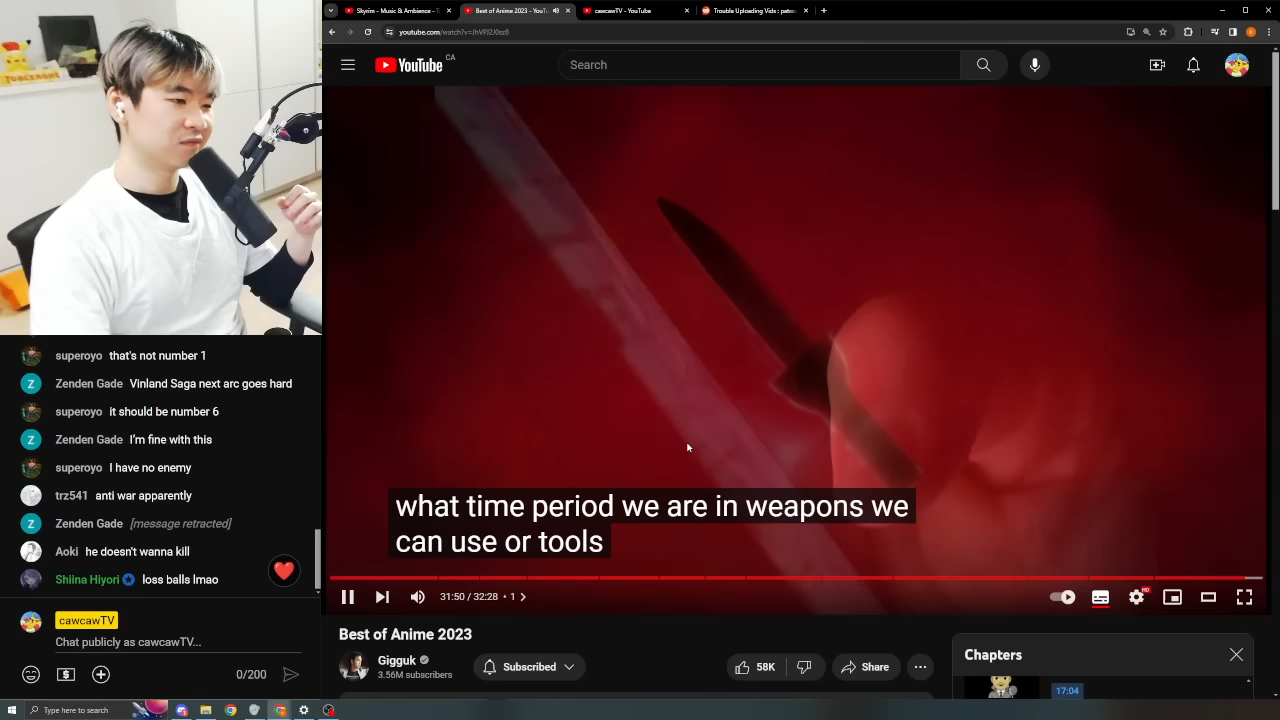 Skyrim - Music & Ambience -
Best of Anime 2023 - YouTu
cawcawTV - YouTube
Trouble Uploading Vids : patre
youtube.com/watch?v=JhVPJ2J0sz8
YouTube CA
Search
what time period we are in weapons we
can use or tools
31:50 / 32:28 • 1
HD
Best of Anime 2023
Gigguk
3.56M subscribers
Subscribed
58K
Share
Chapters
17:04
superoyo that's not number 1
Zenden Gade Vinland Saga next arc goes hard
superoyo it should be number 6
Zenden Gade I'm fine with this
superoyo I have no enemy
trz541 anti war apparently
Zenden Gade [message retracted]
Aoki he doesn't wanna kill
Shiina Hiyori loss balls lmao
cawcawTV
Chat publicly as cawcawTV...
0/200
Type here to search